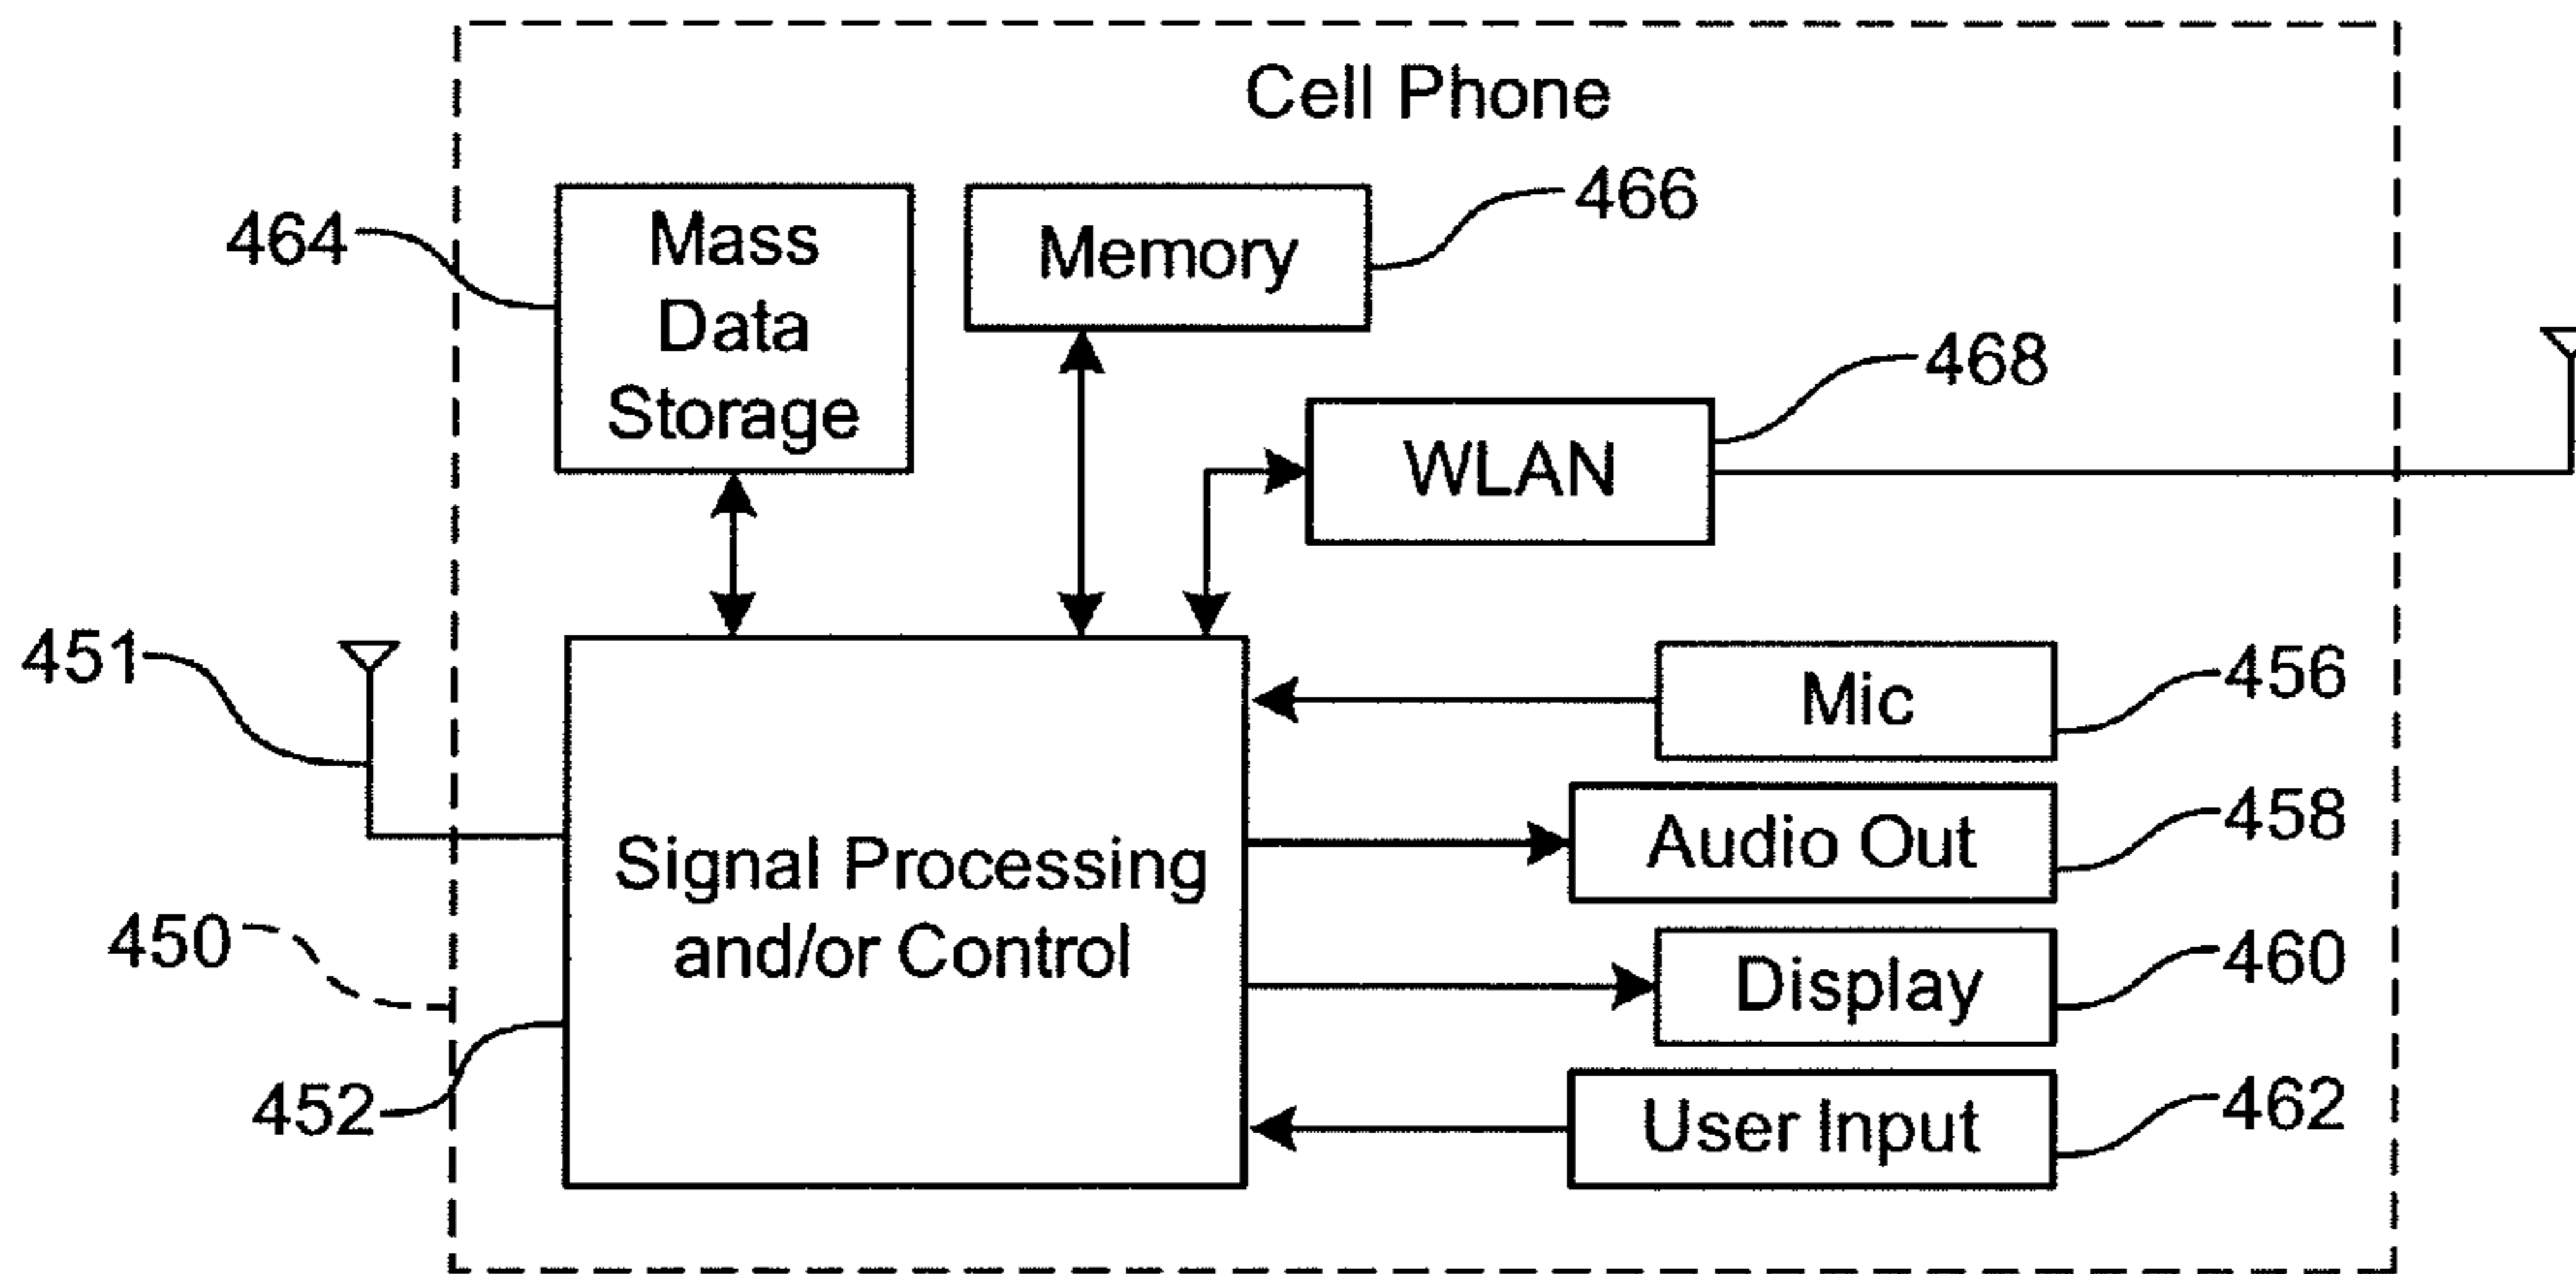 Cell Phone
466
464
Mass
Data
Storage
Memory
468
WLAN
451
Mic
456
Audio Out
458
Signal Processing
and/or Control
450
Display
460
452
User Input
462